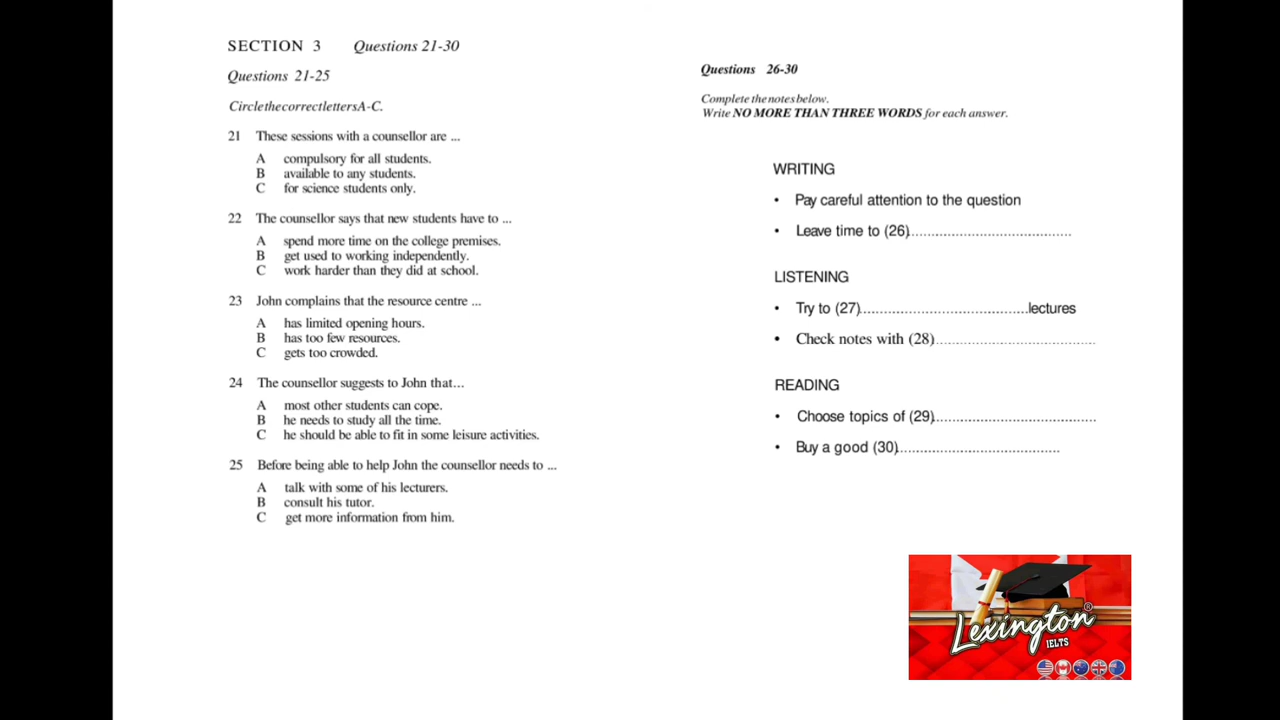 SECTION 3 Questions 21-30
Questions 21-25
CirclethecorrectlettersA-C.
21 These sessions with a counsellor are ...
A compulsory for all students.
B available to any students.
C for science students only.
22 The counsellor says that new students have to ...
A spend more time on the college premises.
B get used to working independently.
C work harder than they did at school.
23 John complains that the resource centre ...
A has limited opening hours.
B has too few resources.
C gets too crowded.
24 The counsellor suggests to John that...
A most other students can cope.
B he needs to study all the time.
C he should be able to fit in some leisure activities.
25 Before being able to help John the counsellor needs to ...
A talk with some of his lecturers.
B consult his tutor.
C get more information from him.
Questions 26-30
Complete the notes below.
Write NO MORE THAN THREE WORDS for each answer.
WRITING
• Pay careful attention to the question
• Leave time to (26)........................................
LISTENING
• Try to (27)..........................................lectures
• Check notes with (28)........................................
READING
• Choose topics of (29)........................................
• Buy a good (30)........................................
Lexington®
IELTS